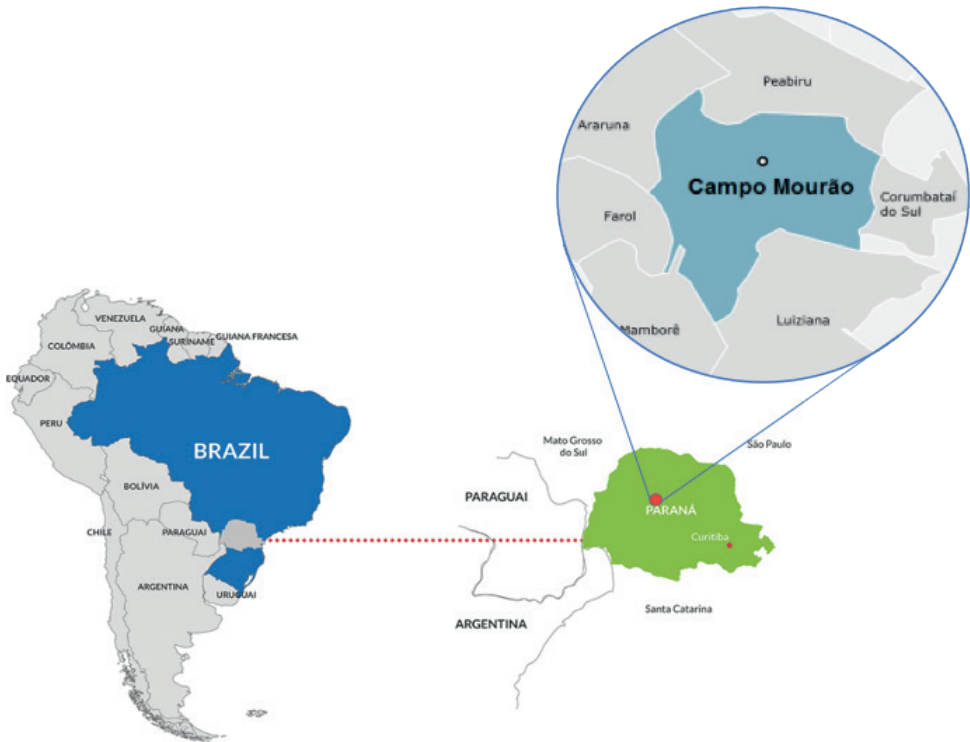 Peabiru
Araruna
Campo Mourão
Corumbataí
do Sul
Farol
Luiziana
Mamborê
VENEZUELA
GUIANA
GUIANA FRANCESA
SURINAME
COLÔMBIA
EQUADOR
PERU
BRAZIL
BOLÍVIA
PARAGUAI
CHILE
ARGENTINA
URUGUAI
Mato Grosso
do Sul
São Paulo
PARAGUAI
PARANÁ
Curitiba
Santa Catarina
ARGENTINA